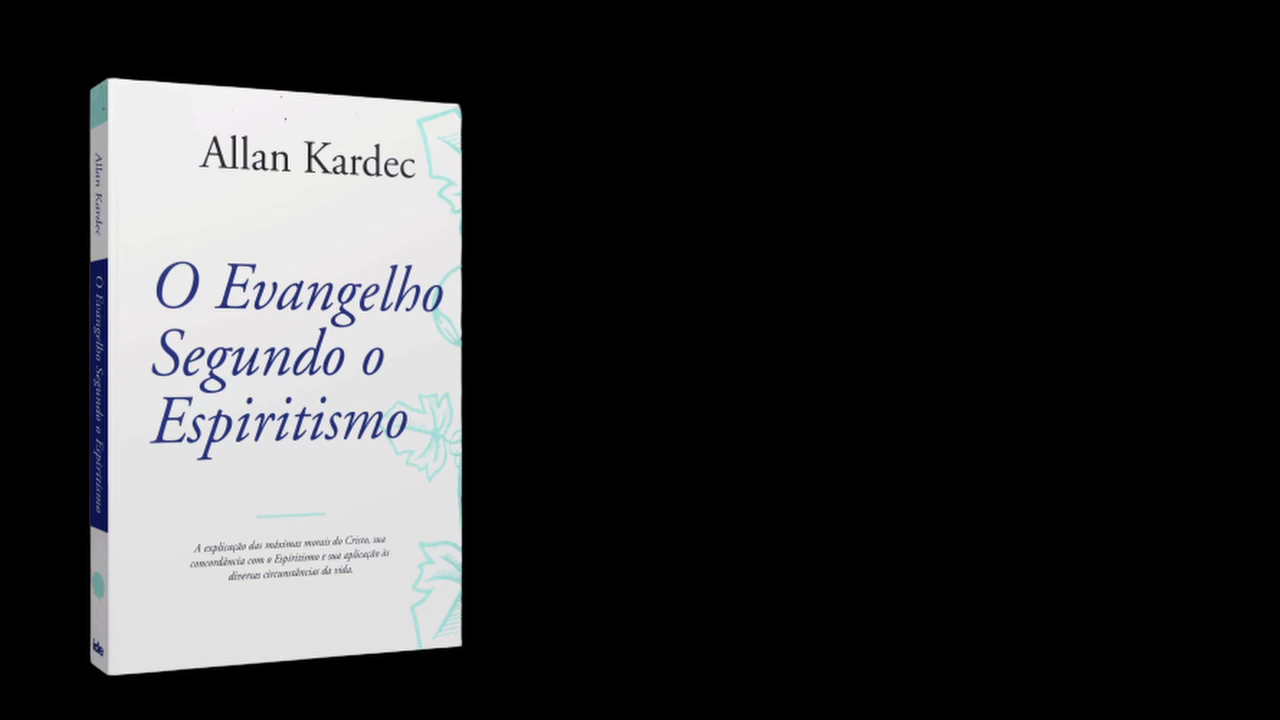 Allan Kardec
O Evangelho
Segundo o
Espiritismo
A explicação das máximas morais do Cristo, sua
concordância com o Espiritismo e sua aplicação às
diversas circunstâncias da vida.
Allan Kardec
O Evangelho Segundo o Espiritismo
ide